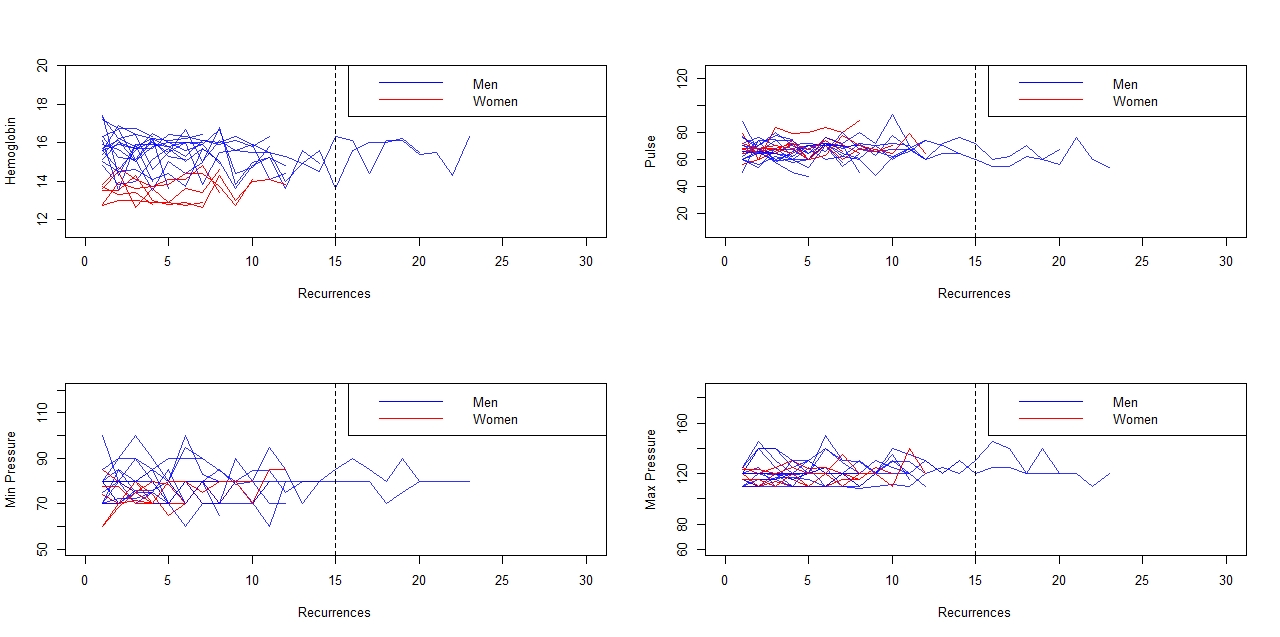 Hemoglobin
20
18
16
14
12
Men
Women
0 5 10 15 20 25 30
Recurrences
Pulse
120
80
60
40
20
Men
Women
0 5 10 15 20 25 30
Recurrences
Min Pressure
110
90
70
50
Men
Women
0 5 10 15 20 25 30
Recurrences
Max Pressure
160
120
80
60
Men
Women
0 5 10 15 20 25 30
Recurrences